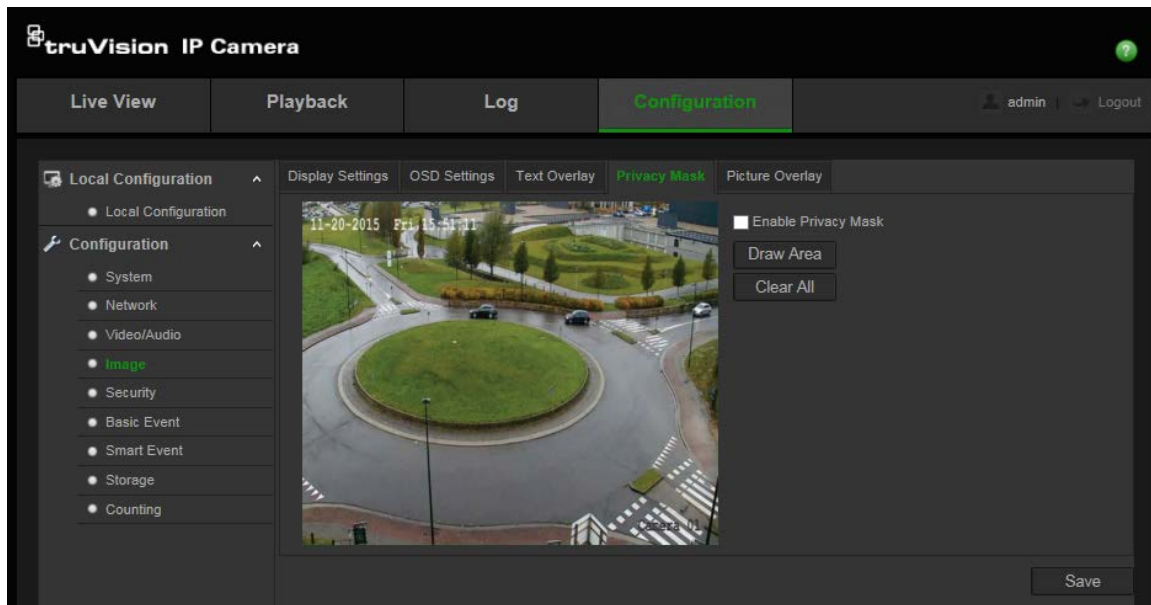 truVision IP Camera
?
Live View Playback Log Configuration admin | Logout
Local Configuration
Local Configuration
Configuration
System
Network
Video/Audio
Image
Security
Basic Event
Smart Event
Storage
Counting
Display Settings OSD Settings Text Overlay Privacy Mask Picture Overlay
11-20-2015 Fri 15:51:11
Camera 01
Enable Privacy Mask
Draw Area
Clear All
Save